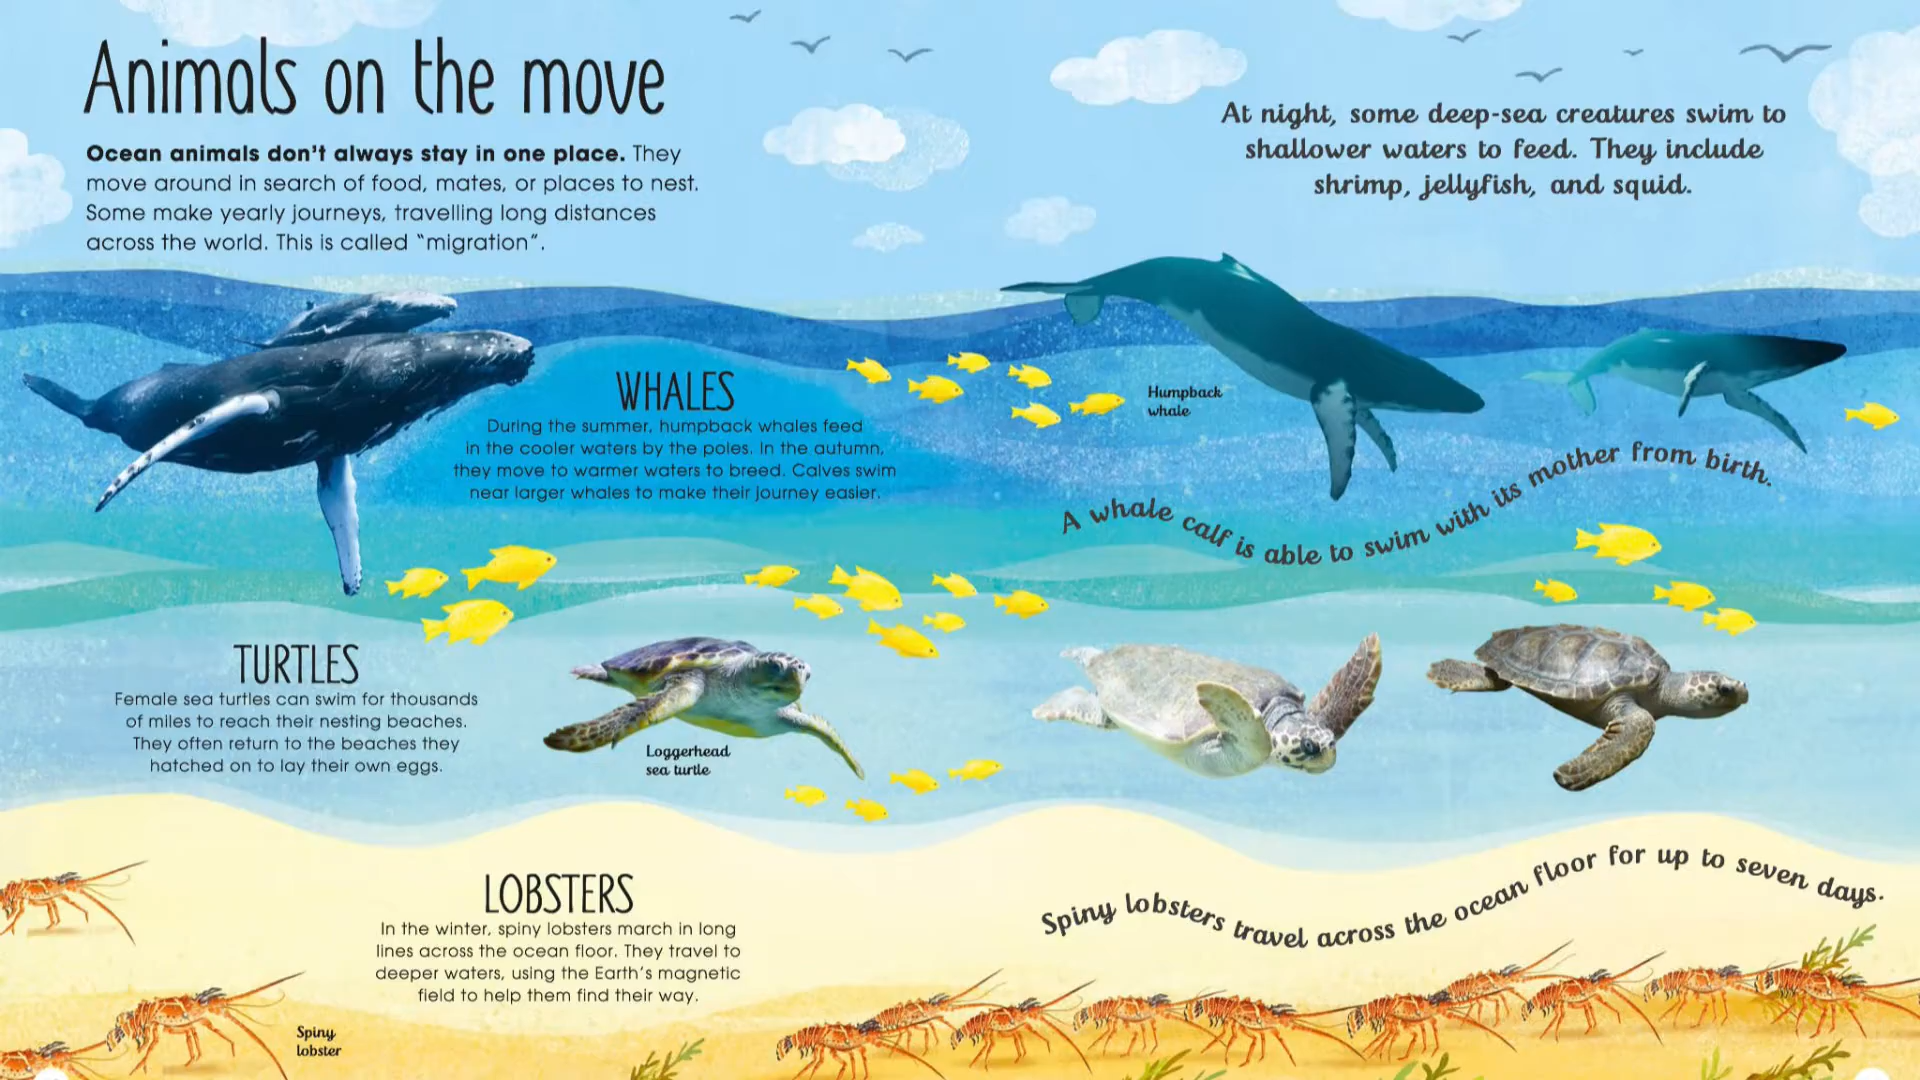 Animals on the move
Ocean animals don't always stay in one place. They
move around in search of food, mates, or places to nest.
Some make yearly journeys, travelling long distances
across the world. This is called “migration”.
At night, some deep-sea creatures swim to
shallower waters to feed. They include
shrimp, jellyfish, and squid.
WHALES
During the summer, humpback whales feed
in the cooler waters by the poles. In the autumn,
they move to warmer waters to breed. Calves swim
near larger whales to make their journey easier.
Humpback
whale
A whale calf is able to swim with its mother from birth.
TURTLES
Female sea turtles can swim for thousands
of miles to reach their nesting beaches.
They often return to the beaches they
hatched on to lay their own eggs.
Loggerhead
sea turtle
LOBSTERS
In the winter, spiny lobsters march in long
lines across the ocean floor. They travel to
deeper waters, using the Earth's magnetic
field to help them find their way.
Spiny lobsters travel across the ocean floor for up to seven days.
Spiny
lobster